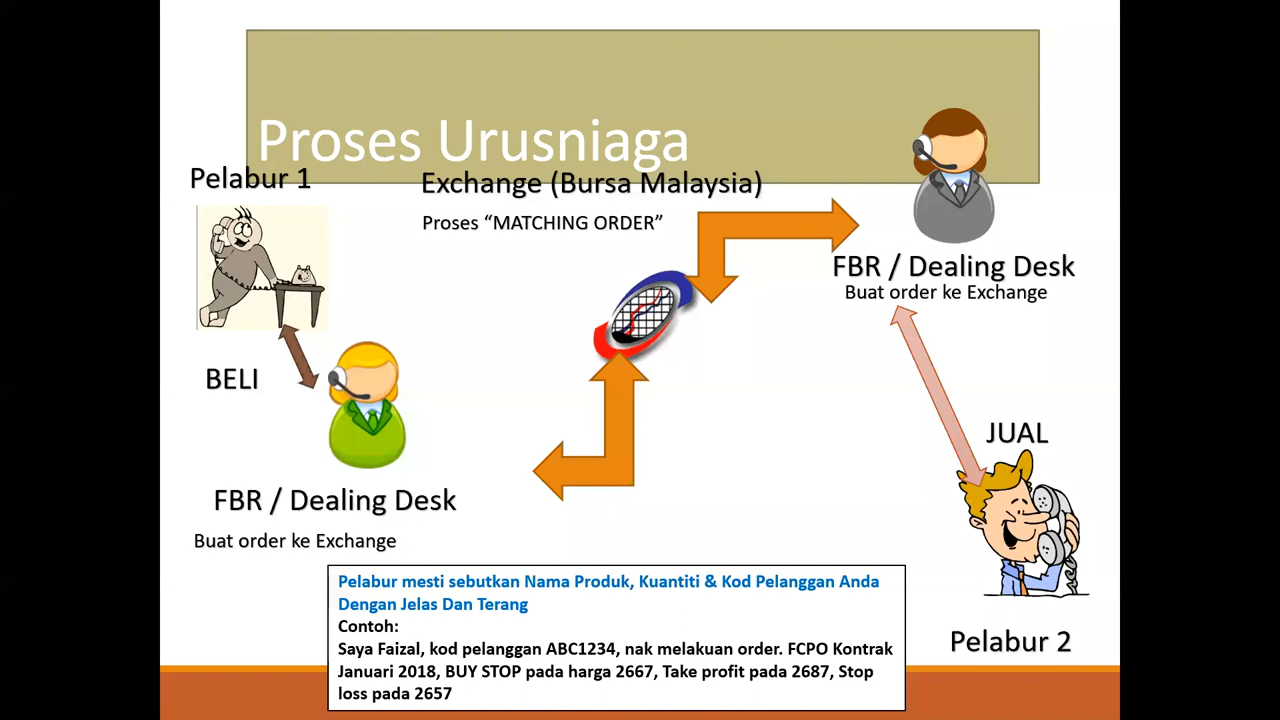 Proses Urusniaga
Pelabur 1
Exchange (Bursa Malaysia)
Proses “MATCHING ORDER”
FBR / Dealing Desk
Buat order ke Exchange
BELI
JUAL
FBR / Dealing Desk
Buat order ke Exchange
Pelabur mesti sebutkan Nama Produk, Kuantiti & Kod Pelanggan Anda
Dengan Jelas Dan Terang
Contoh:
Saya Faizal, kod pelanggan ABC1234, nak melakuan order. FCPO Kontrak
Januari 2018, BUY STOP pada harga 2667, Take profit pada 2687, Stop
loss pada 2657
Pelabur 2